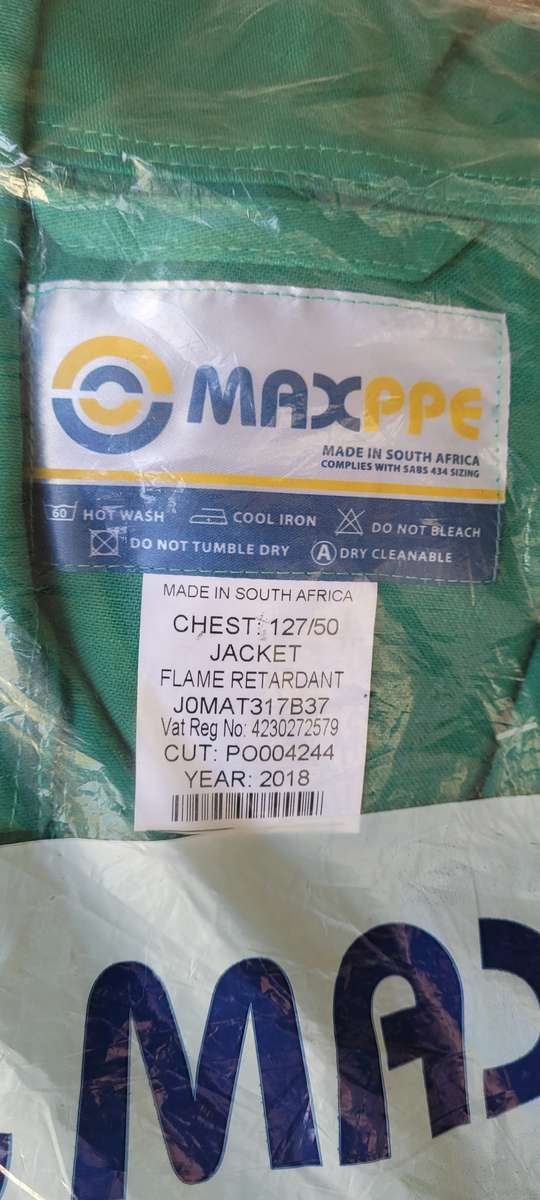 MAXPPE
MADE IN SOUTH AFRICA
COMPLIES WITH SABS 434 SIZING
60 HOT WASH COOL IRON DO NOT BLEACH
DO NOT TUMBLE DRY A DRY CLEANABLE
MADE IN SOUTH AFRICA
CHEST: 127/50
JACKET
FLAME RETARDANT
J0MAT317B37
Vat Reg No: 4230272579
CUT: PO004244
YEAR: 2018
MAX